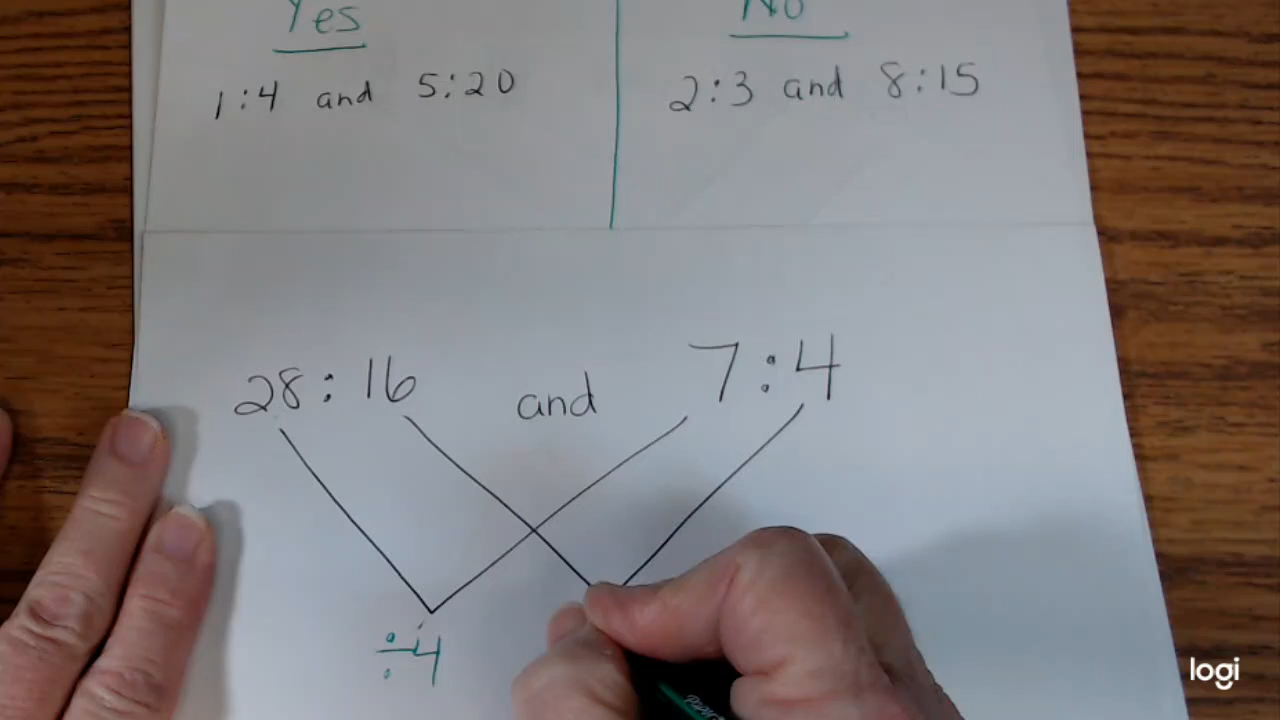 Yes
No
1:4 and 5:20
2:3 and 8:15
28:16 and 7:4
÷4
logi